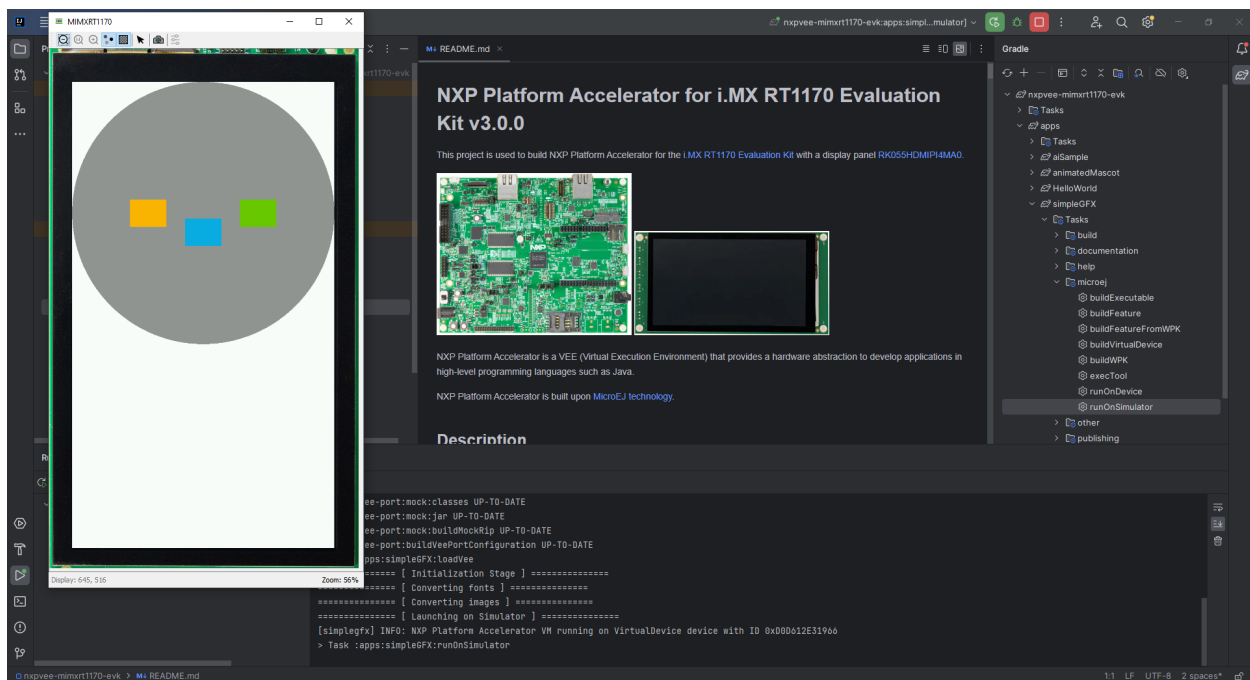 MIMXRT1170
nxpvee-mimxrt1170-evk:apps:simpl...mulator]
README.md
Gradle
xrt1170-evk
NXP Platform Accelerator for i.MX RT1170 Evaluation
Kit v3.0.0
This project is used to build NXP Platform Accelerator for the i.MX RT1170 Evaluation Kit with a display panel RK055HDMIPI4MA0.
NXP
NXP Platform Accelerator is a VEE (Virtual Execution Environment) that provides a hardware abstraction to develop applications in
high-level programming languages such as Java.
NXP Platform Accelerator is built upon MicroEJ technology.
Description
nxpvee-mimxrt1170-evk
Tasks
apps
Tasks
aiSample
animatedMascot
HelloWorld
simpleGFX
Tasks
build
documentation
help
microej
buildExecutable
buildFeature
buildFeatureFromWPK
buildVirtualDevice
buildWPK
execTool
runOnDevice
runOnSimulator
other
publishing
ee-port:mock:classes UP-TO-DATE
ee-port:mock:jar UP-TO-DATE
ee-port:mock:buildMockRip UP-TO-DATE
ee-port:buildVeePortConfiguration UP-TO-DATE
pps:simpleGFX:loadVee
============== [ Initialization Stage ] ===============
============== [ Converting fonts ] ===============
=============== [ Converting images ] ===============
=============== [ Launching on Simulator ] ===============
[simplegfx] INFO: NXP Platform Accelerator VM running on VirtualDevice device with ID 0xD0D612E31966
> Task :apps:simpleGFX:runOnSimulator
Display: 645, 516
Zoom: 56%
nxpvee-mimxrt1170-evk > README.md
1:1 LF UTF-8 2 spaces*